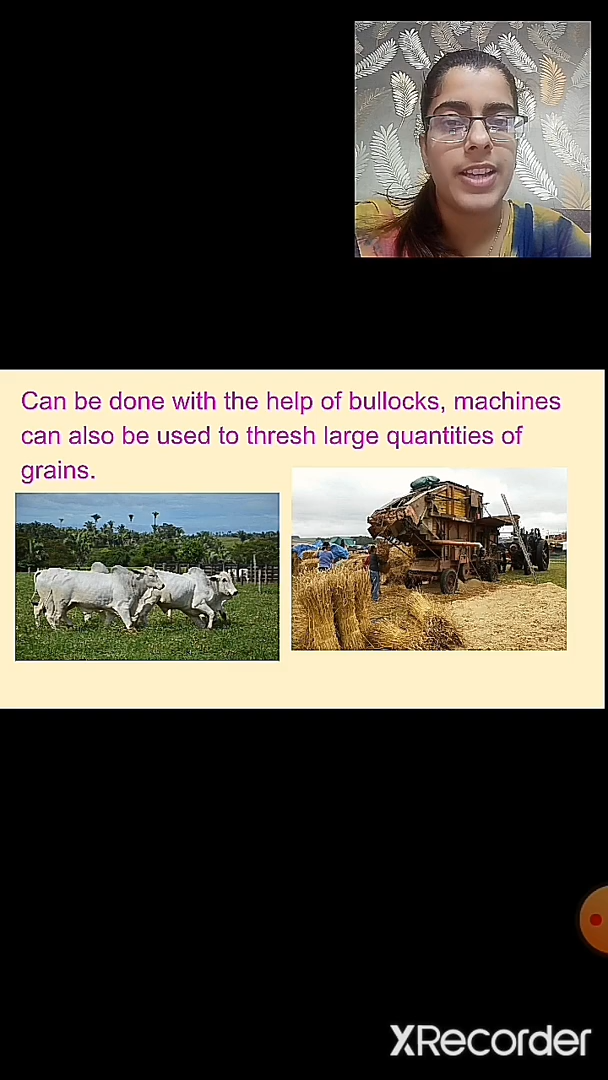 Can be done with the help of bullocks, machines
can also be used to thresh large quantities of
grains.
XRecorder